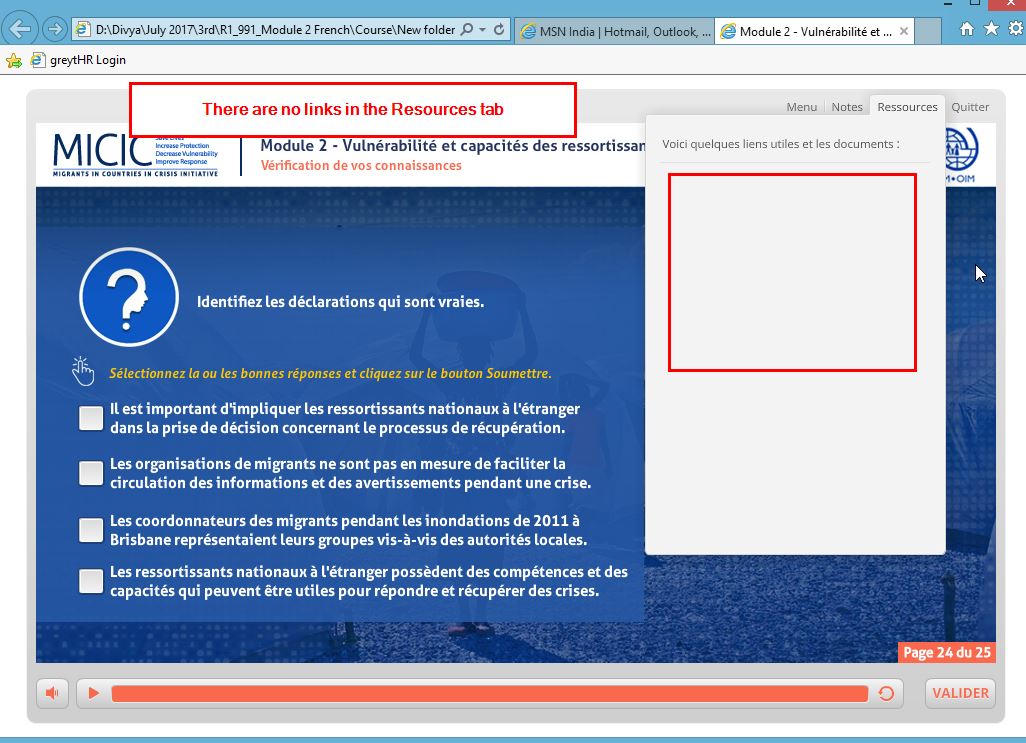 D:\Divya\July 2017\3rd\R1_991_Module 2 French\Course\New folder
MSN India | Hotmail, Outlook, ...
Module 2 - Vulnérabilité et ...
greytHR Login
There are no links in the Resources tab
Menu
Notes
Ressources
Quitter
MICIC
Increase Protection
Decrease Vulnerability
Improve Response
MIGRANTS IN COUNTRIES IN CRISIS INITIATIVE
Module 2 - Vulnérabilité et capacités des ressortissan
Vérification de vos connaissances
Voici quelques liens utiles et les documents :
M•OIM
Identifiez les déclarations qui sont vraies.
Sélectionnez la ou les bonnes réponses et cliquez sur le bouton Soumettre.
Il est important d'impliquer les ressortissants nationaux à l'étranger
dans la prise de décision concernant le processus de récupération.
Les organisations de migrants ne sont pas en mesure de faciliter la
circulation des informations et des avertissements pendant une crise.
Les coordonnateurs des migrants pendant les inondations de 2011 à
Brisbane représentaient leurs groupes vis-à-vis des autorités locales.
Les ressortissants nationaux à l'étranger possèdent des compétences et des
capacités qui peuvent être utiles pour répondre et récupérer des crises.
Page 24 du 25
VALIDER